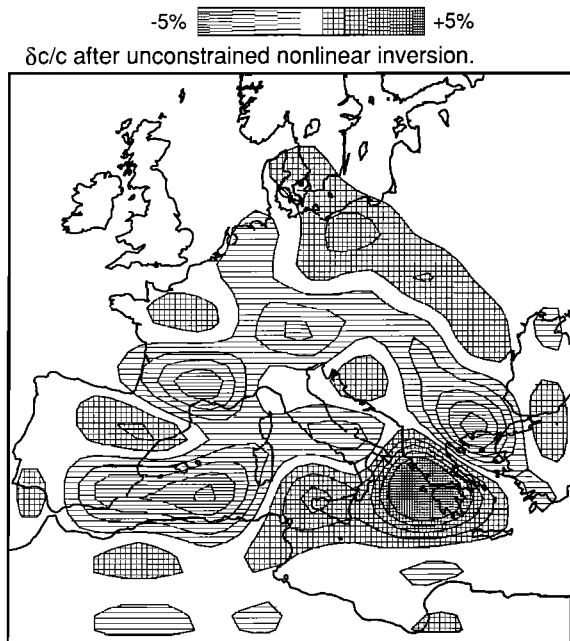 -5% +5%
δc/c after unconstrained nonlinear inversion.